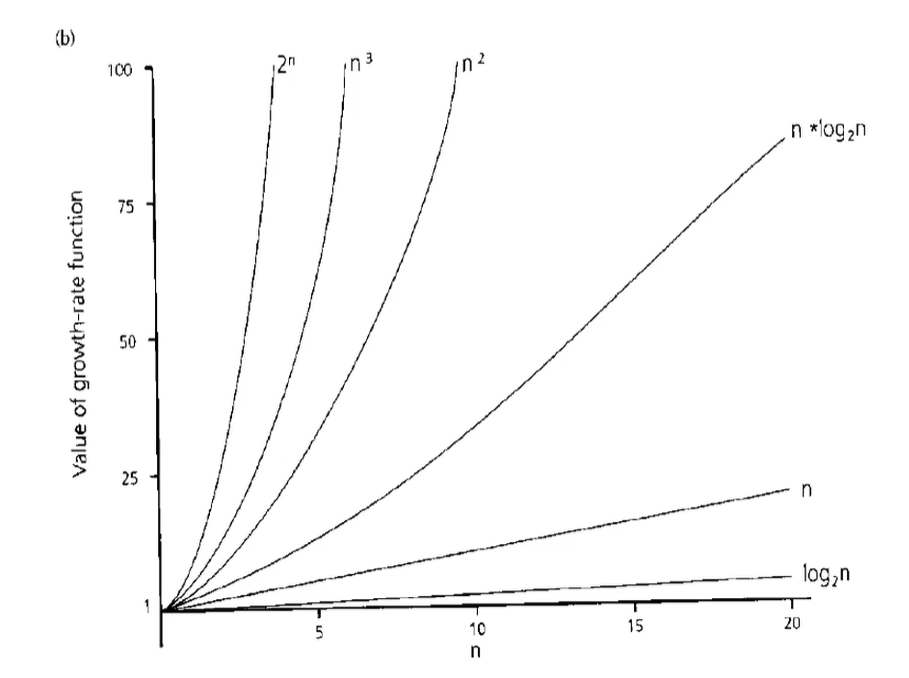 (b)
100
75
50
25
1
Value of growth-rate function
2ⁿ
n³
n²
n *log₂n
n
log₂n
5
10
15
20
n